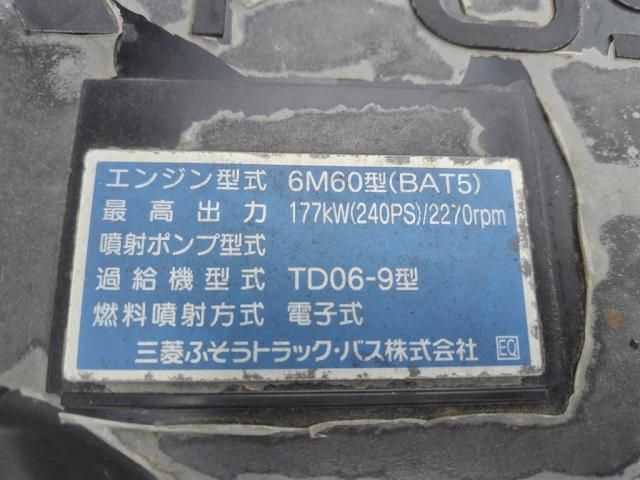 エンジン型式 6M60型(BAT5)
最高出力 177kW(240PS)/2270rpm
噴射ポンプ型式
過給機型式 TD06-9型
燃料噴射方式 電子式
三菱ふそうトラック・バス株式会社 EQ